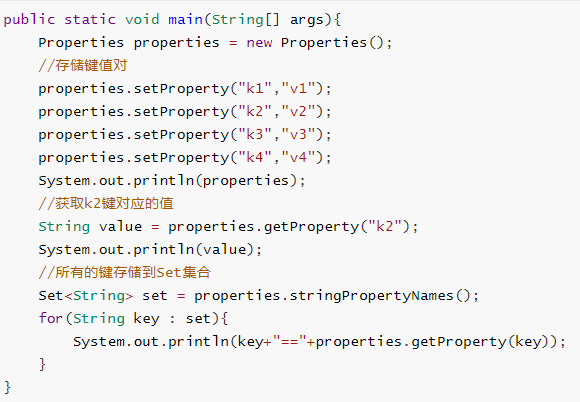 public static void main(String[] args){
    Properties properties = new Properties();
    //存储键值对
    properties.setProperty("k1","v1");
    properties.setProperty("k2","v2");
    properties.setProperty("k3","v3");
    properties.setProperty("k4","v4");
    System.out.println(properties);
    //获取k2键对应的值
    String value = properties.getProperty("k2");
    System.out.println(value);
    //所有的键存储到Set集合
    Set<String> set = properties.stringPropertyNames();
    for(String key : set){
        System.out.println(key+"=="+properties.getProperty(key));
    }
}